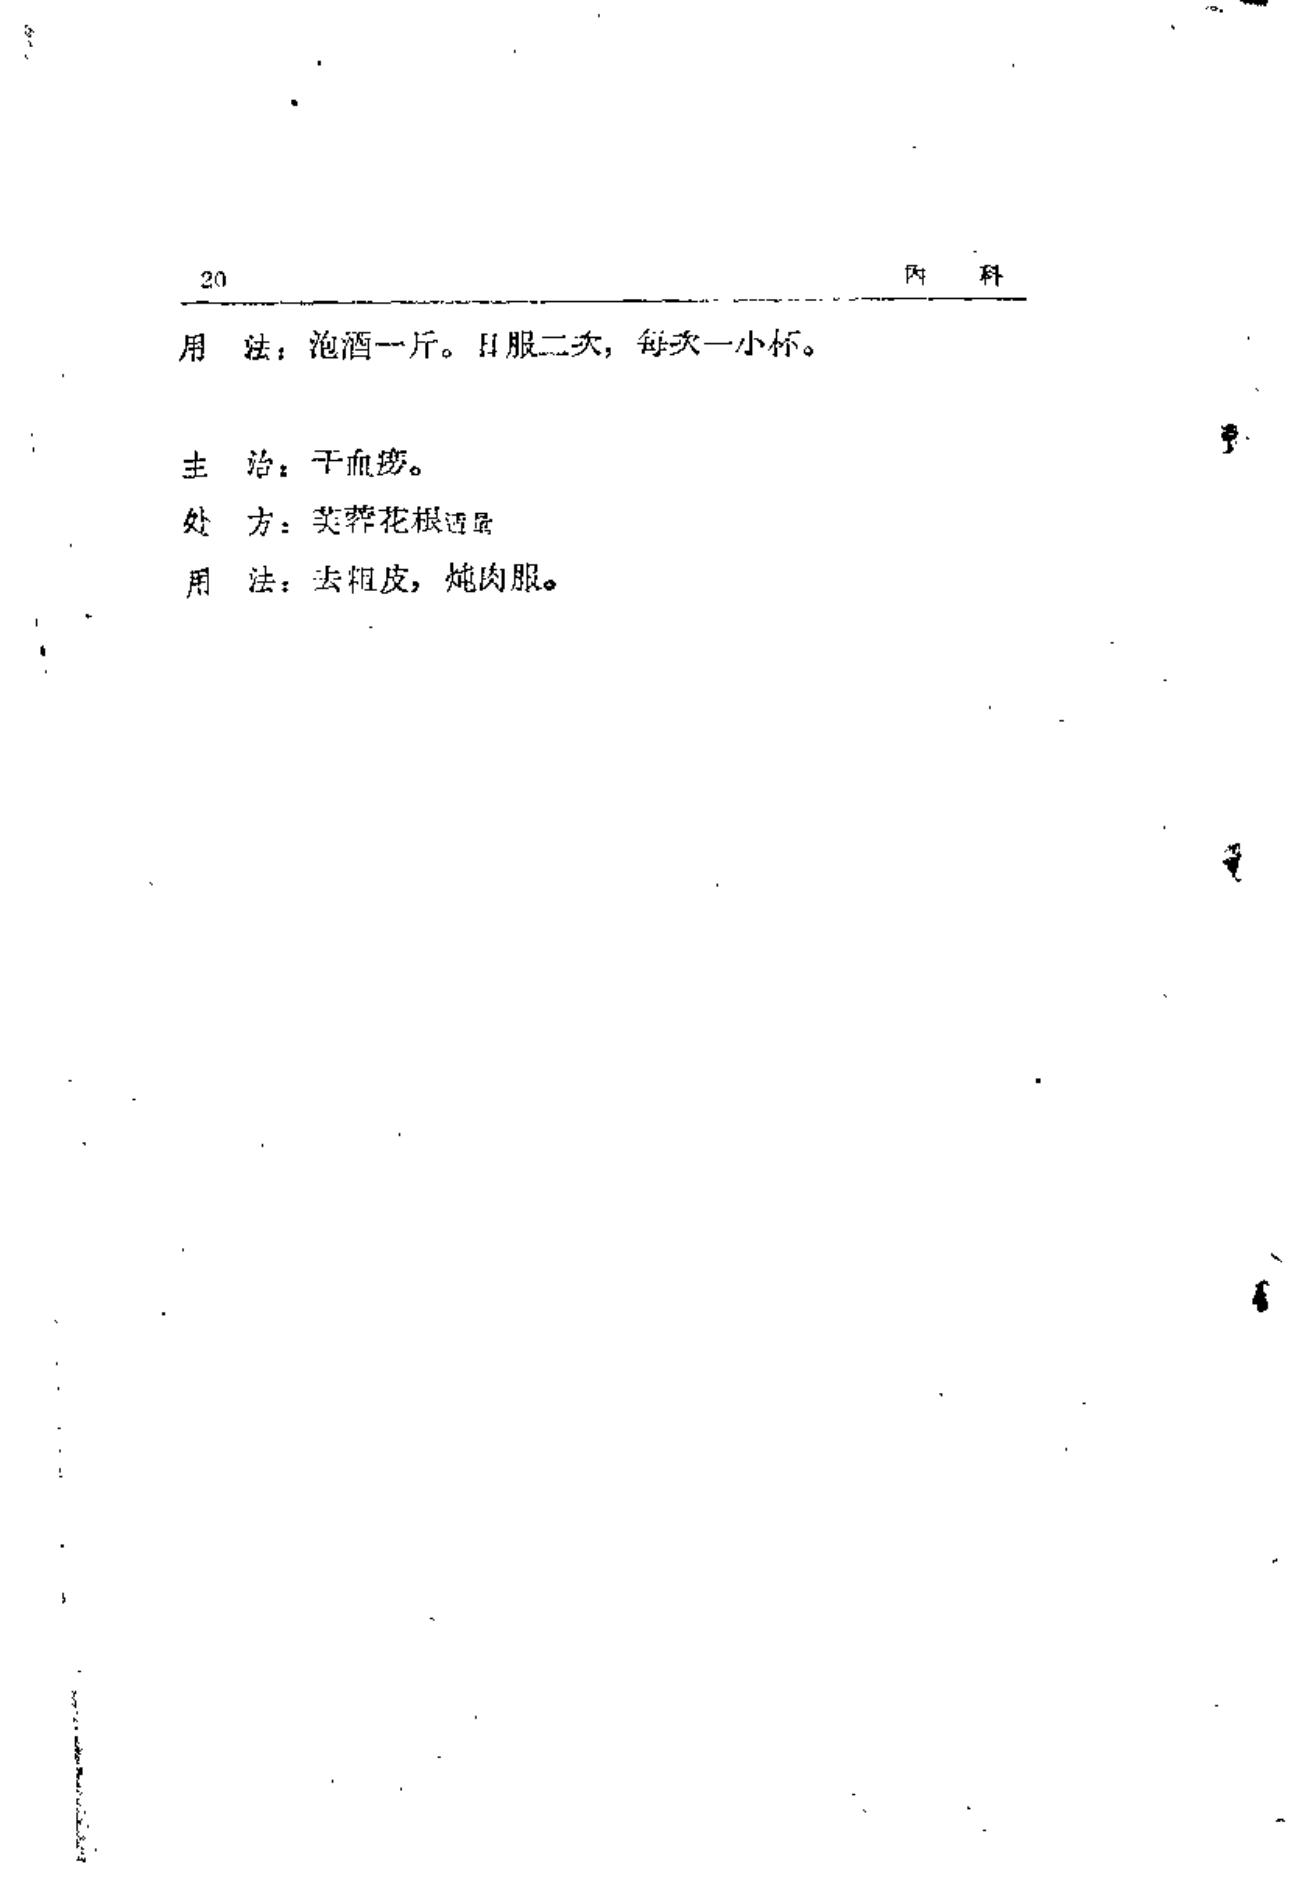 20 内 科
用 法：泡酒一斤。日服二次，每次一小杯。
主 治：干血痨。
处 方：芙蓉花根适量
用 法：去粗皮，炖肉服。